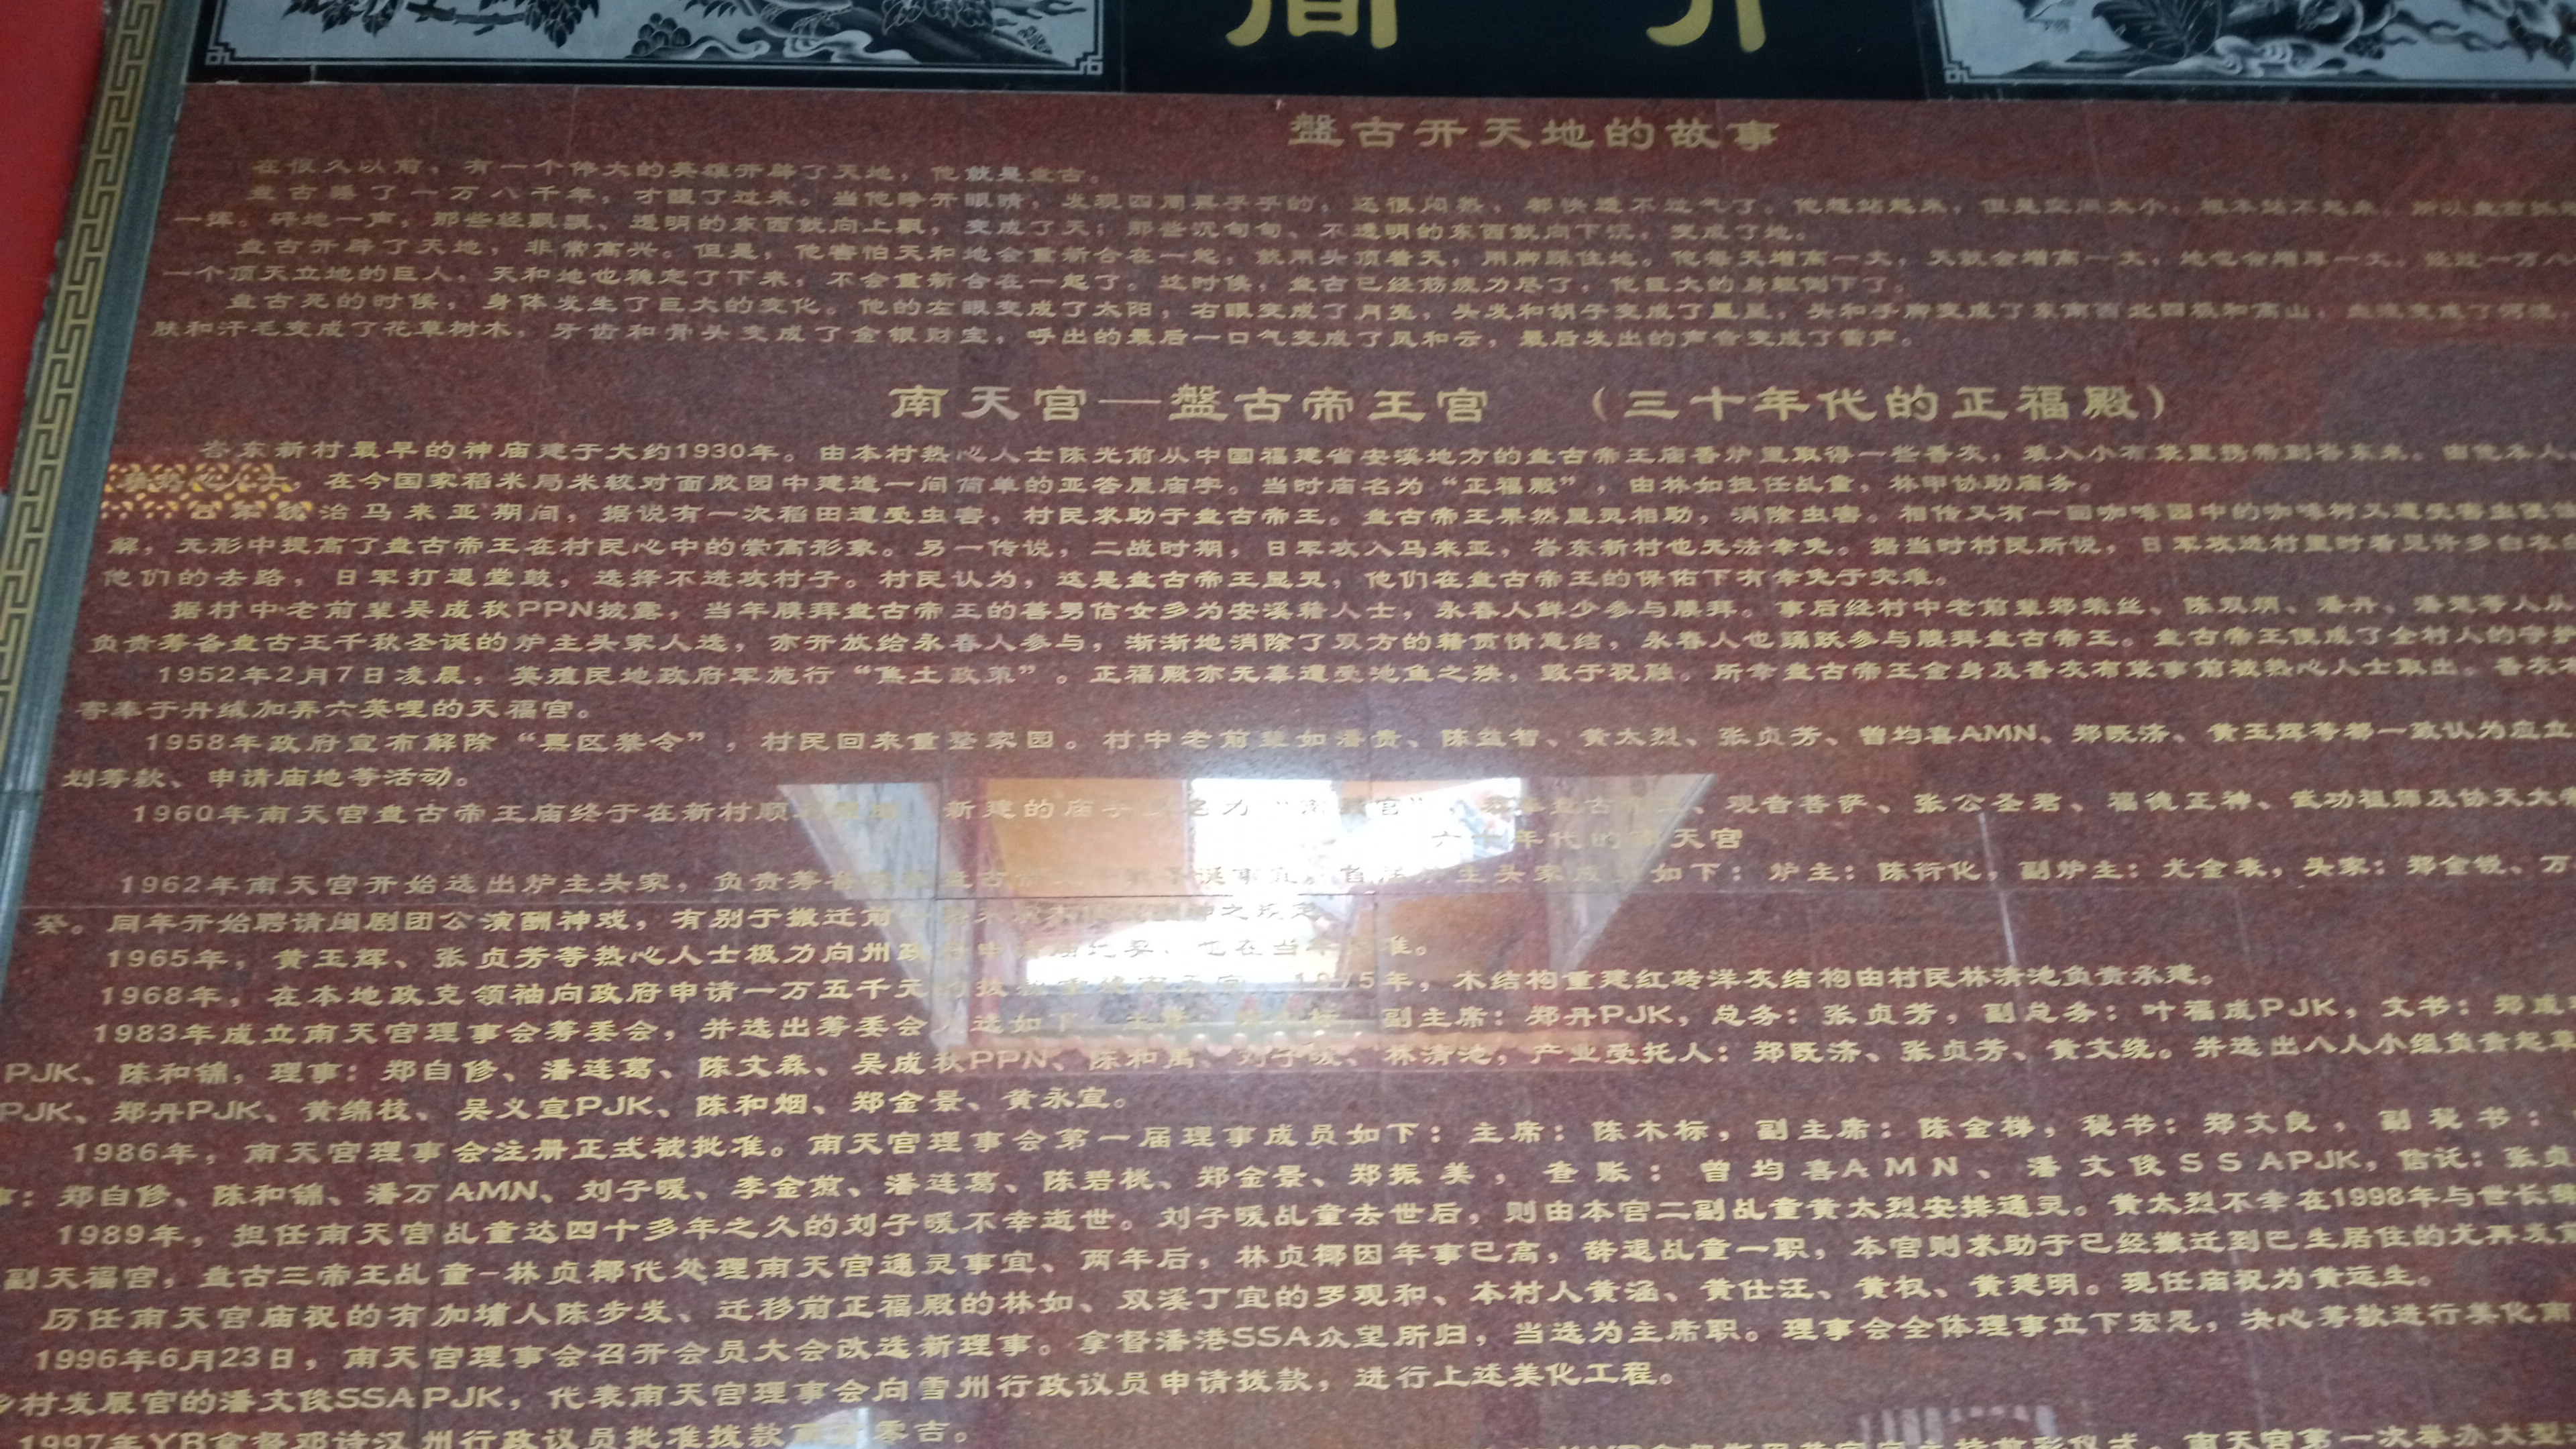 简介
盘古开天地的故事
在很久以前，有一个伟大的英雄开辟了天地，他就是盘古。
盘古睡了一万八千年，才醒了过来。当他睁开眼睛，发现四周黑乎乎的，还很闷热，都快透不过气了。他想站起来，但是空间太小，根本站不起来。所以盘古
一挥。砰地一声，那些轻飘飘、透明的东西就向上飘，变成了天；那些沉甸甸、不透明的东西就向下沉，变成了地。
盘古开辟了天地，非常高兴。但是，他害怕天和地会重新合在一起，就用头顶着天，用脚踩住地。他每天增高一丈，天就会增高一丈，地也会增厚一丈。经过一万八
一个顶天立地的巨人，天和地也稳定了下来，不会重新合在一起了。这时候，盘古已经筋疲力尽了，他巨大的身躯倒下了。
盘古死的时候，身体发生了巨大的变化。他的左眼变成了太阳，右眼变成了月亮，头发和胡子变成了星星，头和手脚变成了东南西北四极和高山，血液变成了河流，
肤和汗毛变成了花草树木，牙齿和骨头变成了金银财宝，呼出的最后一口气变成了风和云，最后发出的声音变成了雷声。
南天宫—盘古帝王宫 （三十年代的正福殿）
峇东新村最早的神庙建于大约1930年。由本村热心人士陈光前从中国福建省安溪地方的盘古帝王庙香炉里取得一些香灰，装入小布袋里携带到峇东来。由他本人
热心人士，在今国家稻米局米较对面胶园中建造一间简单的亚答屋庙宇。当时庙名为“正福殿”，由林如担任乩童，林甲协助庙务。
日军统治马来亚期间，据说有一次稻田遭受虫害，村民求助于盘古帝王。盘古帝王果然显灵相助，消除虫害。相传又有一回咖啡园中的咖啡树又遭受害虫
解，无形中提高了盘古帝王在村民心中的崇高形象。另一传说，二战时期，日军攻入马来亚，峇东新村也无法幸免。据当时村民所说，日军攻进村里时看见许多白衣
他们的去路，日军打退堂鼓，选择不进攻村子。村民认为，这是盘古帝王显灵，他们在盘古帝王的保佑下有幸免于灾难。
据村中老前辈吴成秋PPN披露，当年膜拜盘古帝王的善男信女多为安溪籍人士，永春人鲜少参与膜拜。事后经村中老前辈郑荣丝、陈双炳、潘丹、潘等人从
负责筹备盘古王千秋圣诞的炉主头家人选，亦开放给永春人参与，渐渐地消除了双方的籍贯情意结，永春人也踊跃参与膜拜盘古帝王。盘古帝王便成了全村人的守
1952年2月7日凌晨，英殖民地政府军施行“焦土政策”。正福殿亦无辜遭受池鱼之殃，毁于祝融。所幸盘古帝王金身及香灰布袋事前被热心人士取出。香灰
寄奉于丹绒加弄六英哩的天福宫。
1958年政府宣布解除“黑区禁令”，村民回来重整家园。村中老前辈如潘贵、陈益智、黄太烈、张贞芳、曾均喜AMN、郑既济、黄玉辉等都一致认为应立
划筹款、申请庙地等活动。
1960年南天宫盘古帝王庙终于在新村顺 新建的庙宇 名为“南天宫” 盘古 、观音菩萨、张公圣君、福德正神、武功祖师及协天大
六十年代的南天宫
1962年南天宫开始选出炉主头家，负责筹 诞事宜。首 主头家 如下：炉主：陈衍化，副炉主：尤金表，头家：郑金锐、万
癸。同年开始聘请闽剧团公演酬神戏，有别于搬迁前 之规定
1965年，黄玉辉、张贞芳等热心人士极力向州政 也在当年 准。
1968年，在本地政党领袖向政府申请一万五千元 1975年，木结构重建红砖洋灰结构由村民林清池负责承建。
1983年成立南天宫理事会筹委会，并选出筹委会 选如下 副主席：郑丹PJK，总务：张贞芳，副总务：叶福成PJK，文书：郑
PJK、陈和锦，理事：郑自修、潘连葛、陈文森、吴成秋PPN、陈和 、刘子暖、林清池，产业受托人：郑既济、张贞芳、黄文绕。并选出八人小组负责起草
PJK、郑丹PJK、黄绵枝、吴义宣PJK、陈和烟、郑金景、黄永宣。
1986年，南天宫理事会注册正式被批准。南天宫理事会第一届理事成员如下：主席：陈木标，副主席：陈金梯，秘书：郑文良，副秘书：
事：郑自修、陈和锦、潘万AMN、刘子暖、李金煎、潘连葛、陈碧桃、郑金景、郑振美，查账：曾均喜AMN、潘文俊SSAPJK，信托：张贞
1989年，担任南天宫乩童达四十多年之久的刘子暖不幸逝世。刘子暖乩童去世后，则由本宫二副乩童黄太烈安排通灵。黄太烈不幸在1998年与世长
副天福宫，盘古三帝王乩童-林贞椰代处理南天宫通灵事宜、两年后，林贞椰因年事已高，辞退乩童一职，本宫则求助于已经搬迁到巴生居住的尤再发
历任南天宫庙祝的有加埔人陈步发、迁移前正福殿的林如、双溪丁宜的罗观和、本村人黄涵、黄仕汪、黄权、黄建明。现任庙祝为黄运生。
1996年6月23日，南天宫理事会召开会员大会改选新理事。拿督潘港SSA众望所归，当选为主席职。理事会全体理事立下宏愿，决心筹款进行美化南
乡村发展官的潘文俊SSAPJK，代表南天宫理事会向雪州行政议员申请拨款，进行上述美化工程。
1997年YB拿督邓诗汉州行政议员批准拨款 零吉。
南天宫第一次举办大型